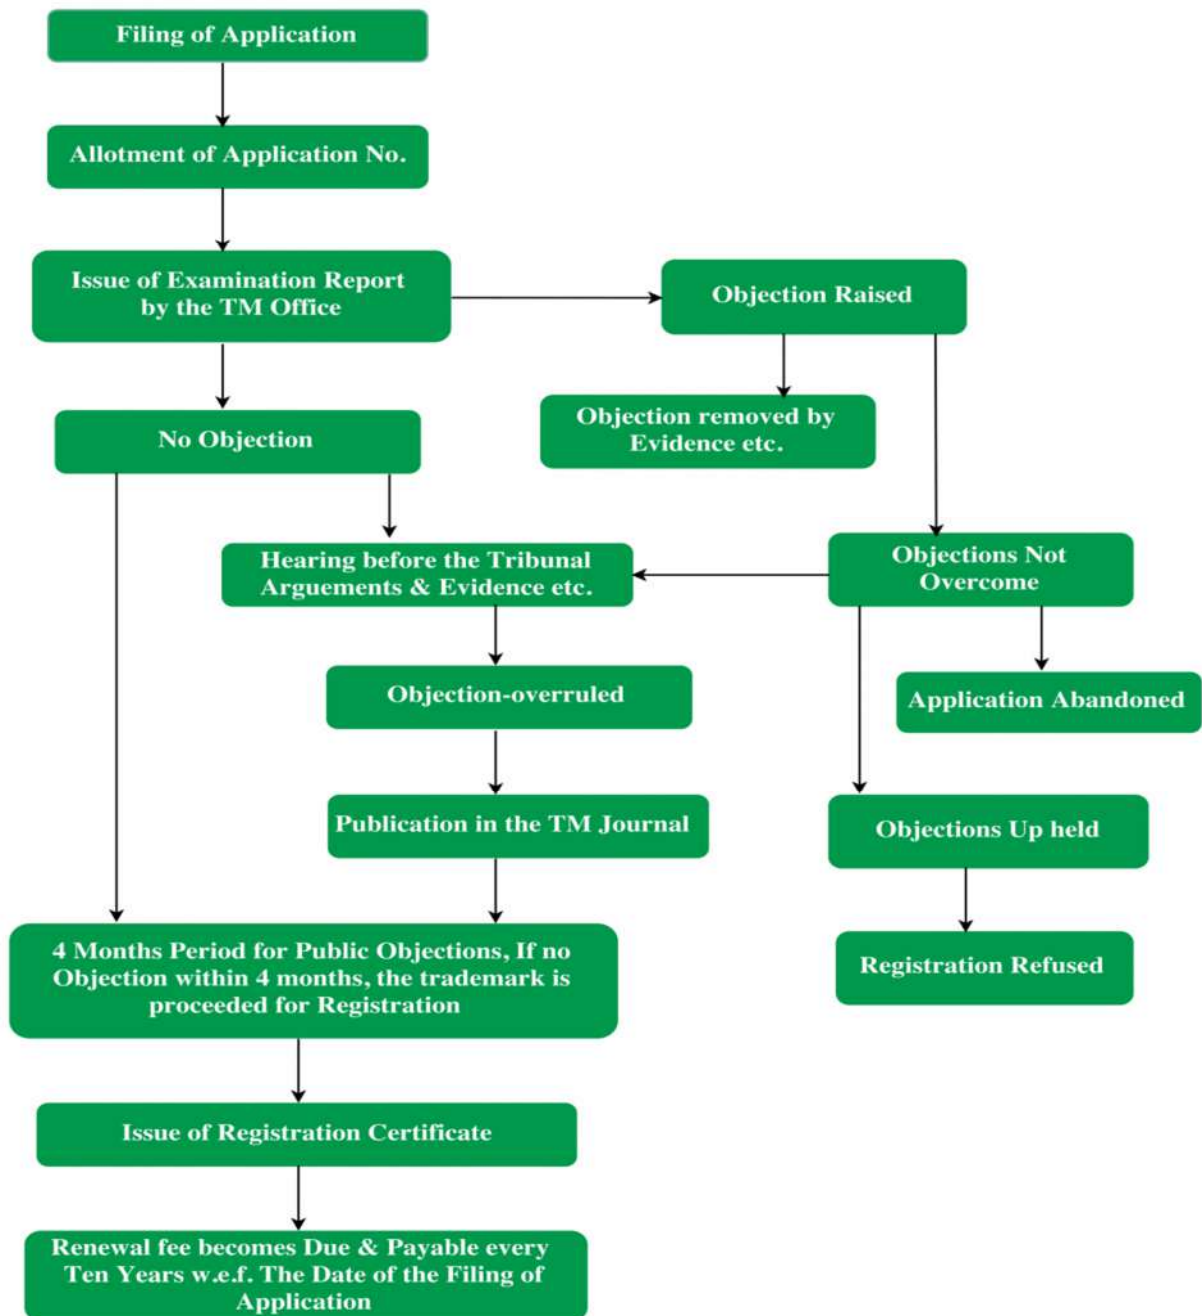 Filing of Application
Allotment of Application No.
Issue of Examination Report
by the TM Office
Objection Raised
Objection removed by
Evidence etc.
No Objection
Hearing before the Tribunal
Arguements & Evidence etc.
Objections Not
Overcome
Objection-overruled
Application Abandoned
Publication in the TM Journal
Objections Up held
4 Months Period for Public Objections, If no
Objection within 4 months, the trademark is
proceeded for Registration
Registration Refused
Issue of Registration Certificate
Renewal fee becomes Due & Payable every
Ten Years w.e.f. The Date of the Filing of
Application